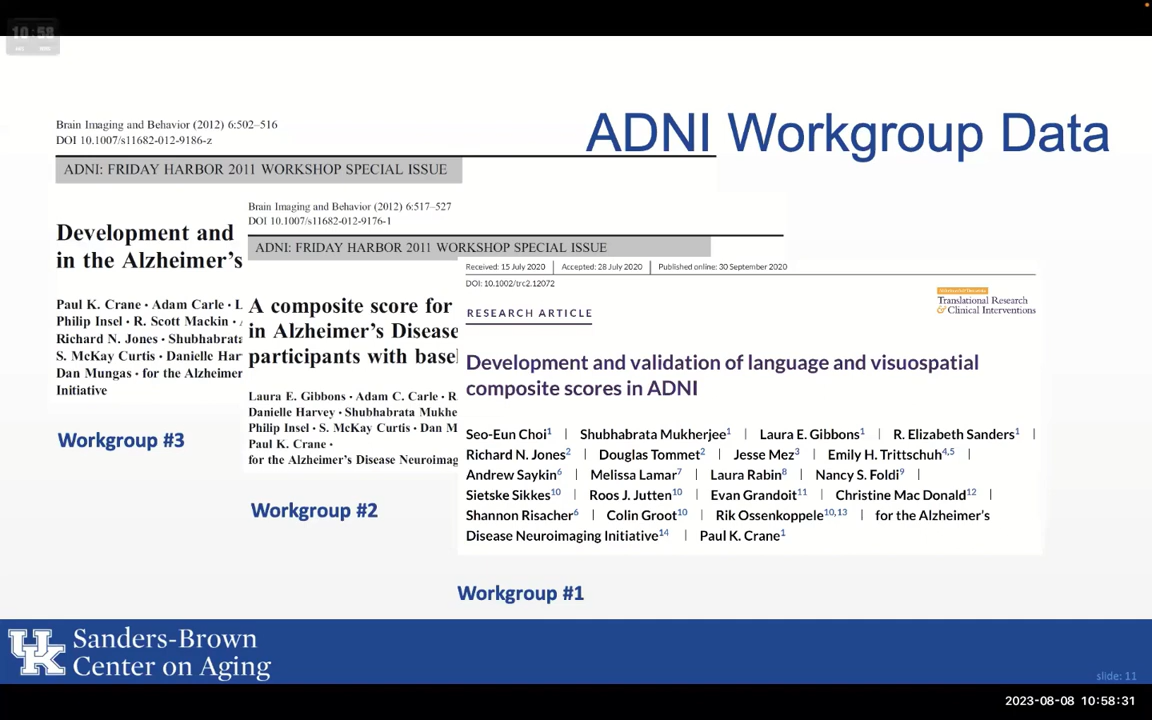 10:58
ADNI Workgroup Data
Brain Imaging and Behavior (2012) 6:502–516
DOI 10.1007/s11682-012-9186-z
ADNI: FRIDAY HARBOR 2011 WORKSHOP SPECIAL ISSUE
Development and
in the Alzheimer's
Paul K. Crane · Adam Carle · L
Philip Insel · R. Scott Mackin ·
Richard N. Jones · Shubhabrata
S. McKay Curtis · Danielle Har
Dan Mungas · for the Alzheimer
Initiative
Workgroup #3
Brain Imaging and Behavior (2012) 6:517–527
DOI 10.1007/s11682-012-9176-1
ADNI: FRIDAY HARBOR 2011 WORKSHOP SPECIAL ISSUE
A composite score for
in Alzheimer's Disease
participants with base
Laura E. Gibbons · Adam C. Carle · R
Danielle Harvey · Shubhabrata Mukhe
Philip Insel · S. McKay Curtis · Dan M
Paul K. Crane ·
for the Alzheimer's Disease Neuroimag
Workgroup #2
Received: 15 July 2020 | Accepted: 28 July 2020 | Published online: 30 September 2020
DOI: 10.1002/trc2.12072
Translational Research
& Clinical Interventions
RESEARCH ARTICLE
Development and validation of language and visuospatial
composite scores in ADNI
Seo-Eun Choi1 | Shubhabrata Mukherjee1 | Laura E. Gibbons1 | R. Elizabeth Sanders1 |
Richard N. Jones2 | Douglas Tommet2 | Jesse Mez3 | Emily H. Trittschuh4,5 |
Andrew Saykin6 | Melissa Lamar7 | Laura Rabin8 | Nancy S. Foldi9 |
Sietske Sikkes10 | Roos J. Jutten10 | Evan Grandoit11 | Christine Mac Donald12 |
Shannon Risacher6 | Colin Groot10 | Rik Ossenkoppele10,13 | for the Alzheimer's
Disease Neuroimaging Initiative14 | Paul K. Crane1
Workgroup #1
UK Sanders-Brown
Center on Aging
slide: 11
2023-08-08 10:58:31